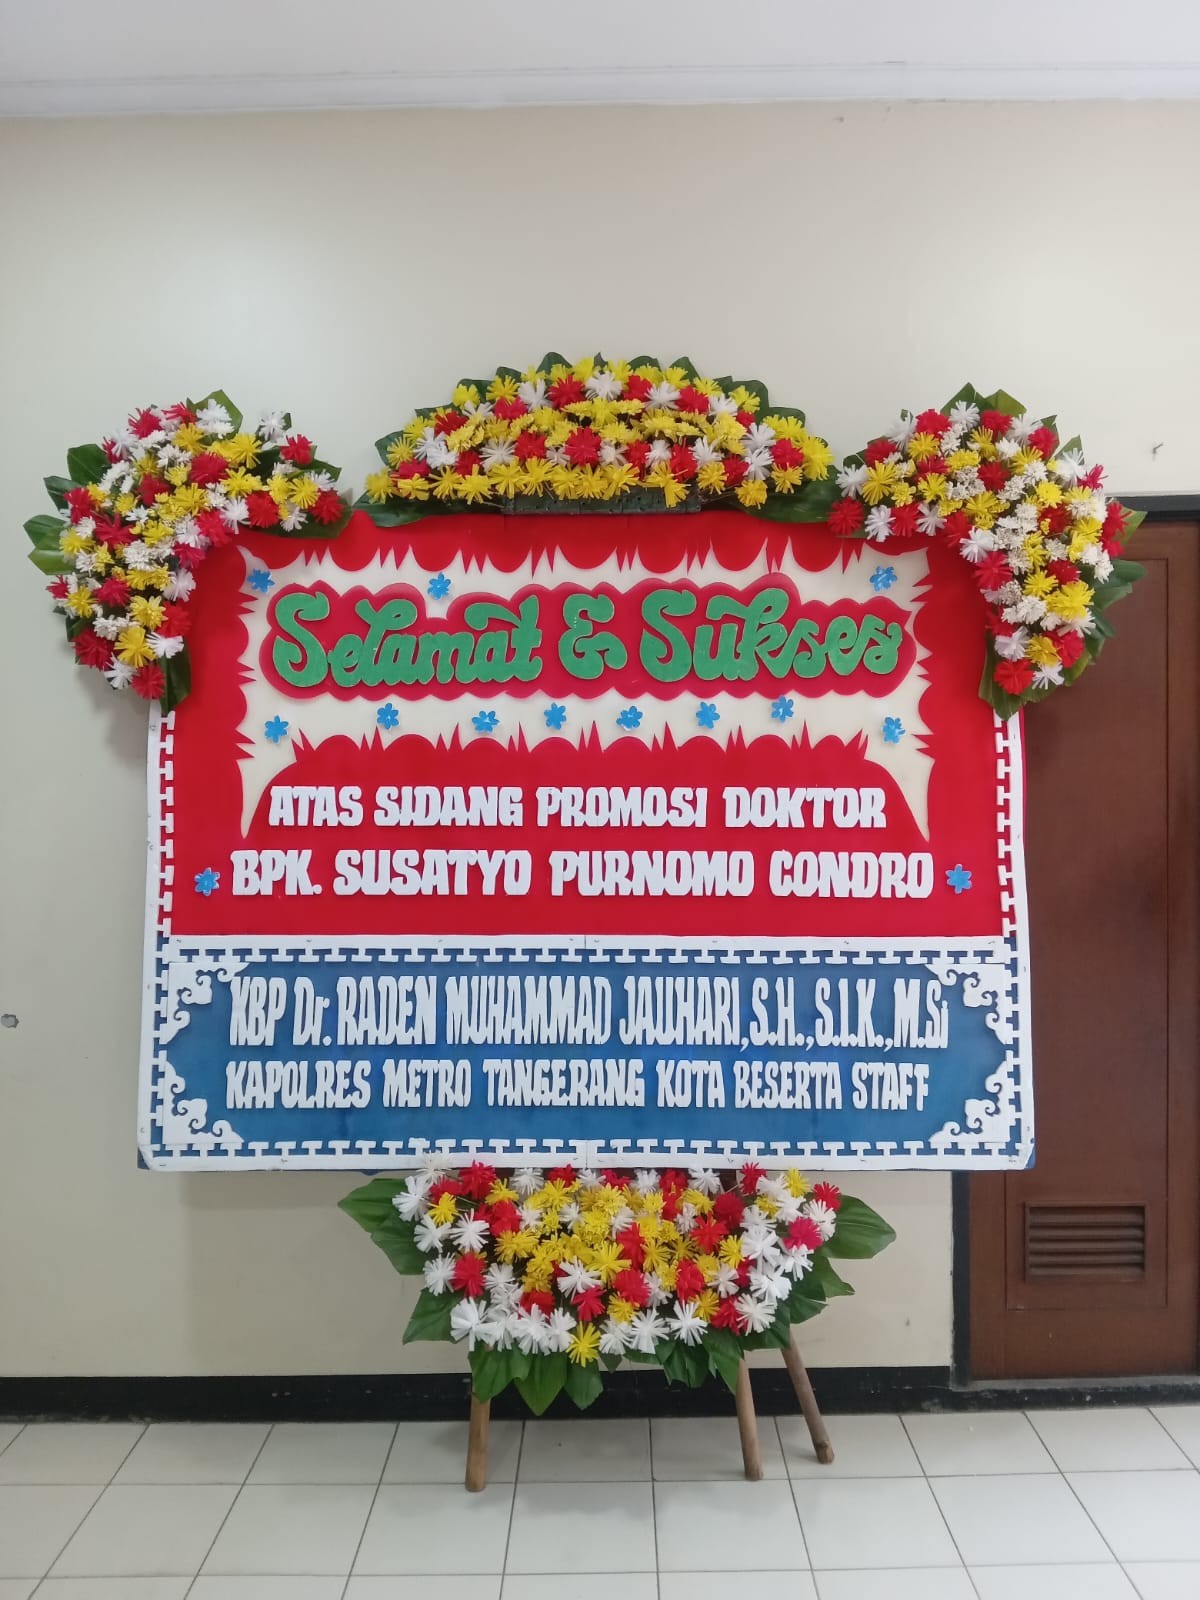 Selamat & Sukses
ATAS SIDANG PROMOSI DOKTOR
BPK. SUSATYO PURNOMO CONDRO
KBP Dr. RADEN MUHAMMAD JAUHARI,S.H.,S.I.K.,M.Si
KAPOLRES METRO TANGERANG KOTA BESERTA STAFF